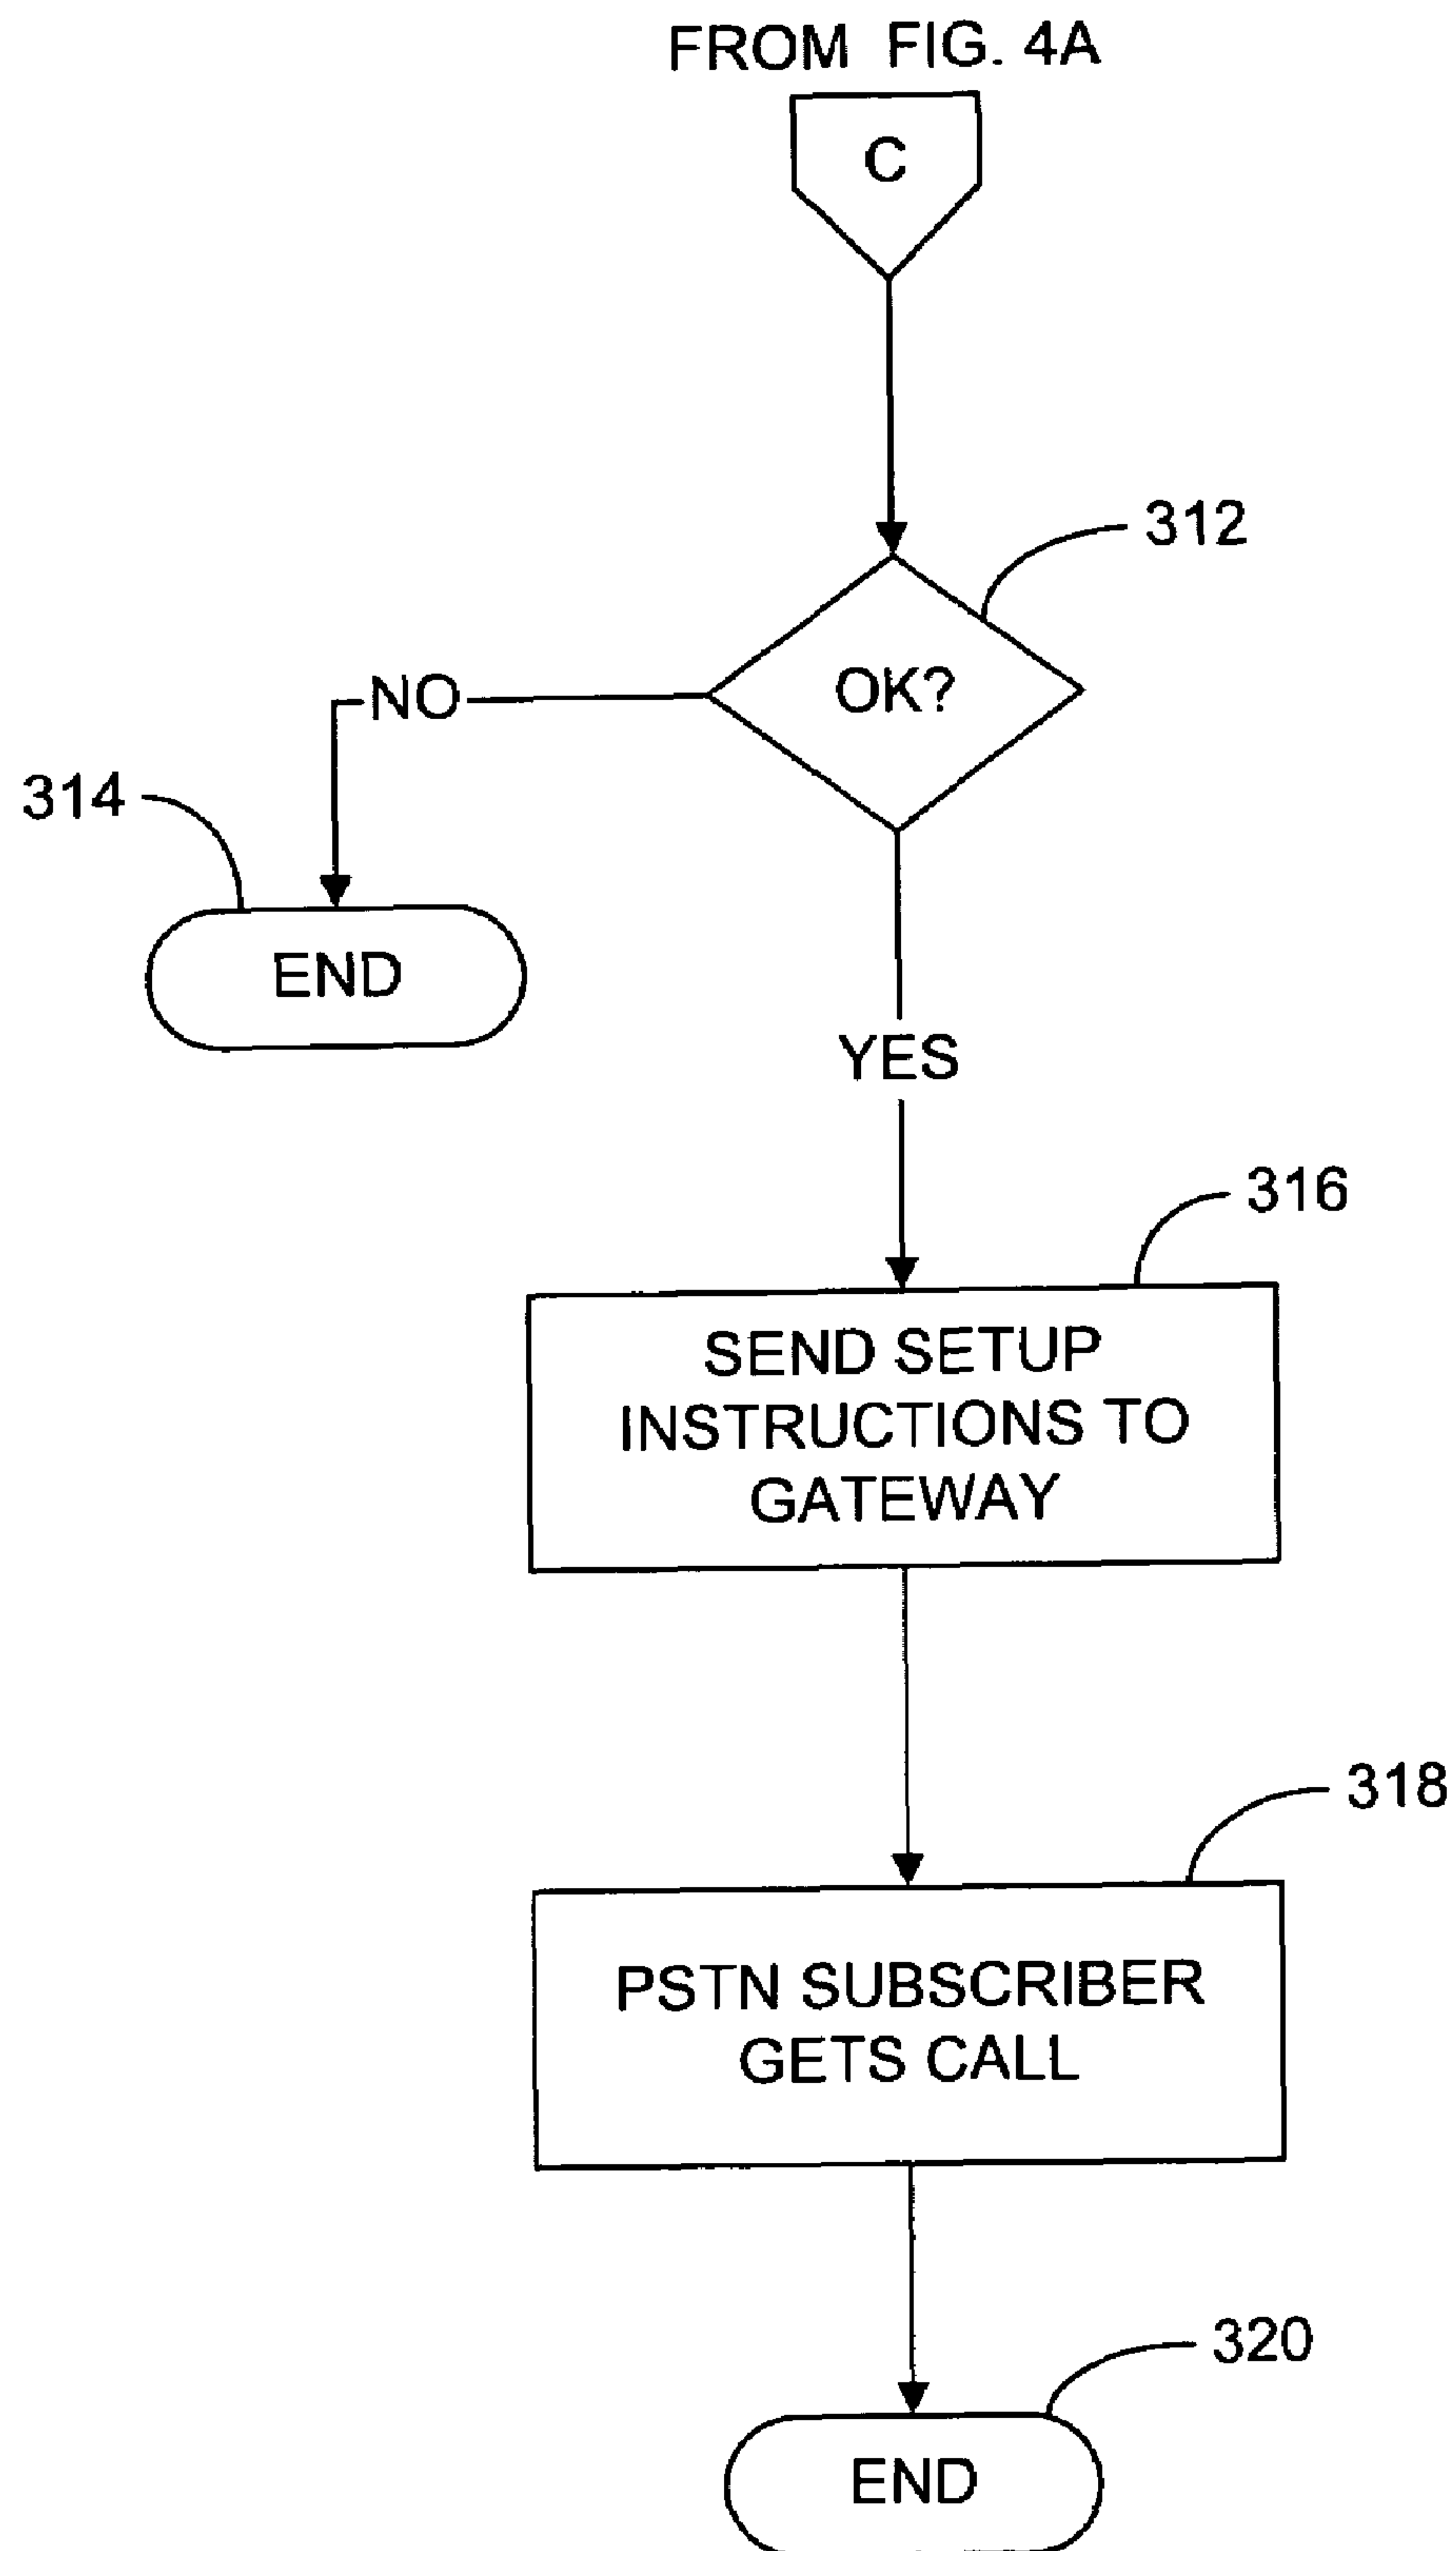 FROM FIG. 4A
C
312
OK?
NO
314
END
YES
316
SEND SETUP
INSTRUCTIONS TO
GATEWAY
318
PSTN SUBSCRIBER
GETS CALL
320
END